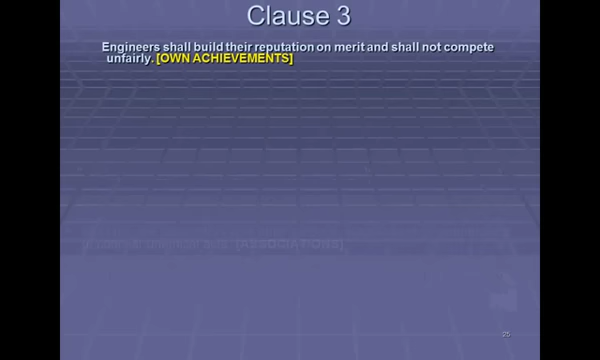 Clause 3
Engineers shall build their reputation on merit and shall not compete
unfairly. [OWN ACHIEVEMENTS]
[ASSOCIATIONS]
25